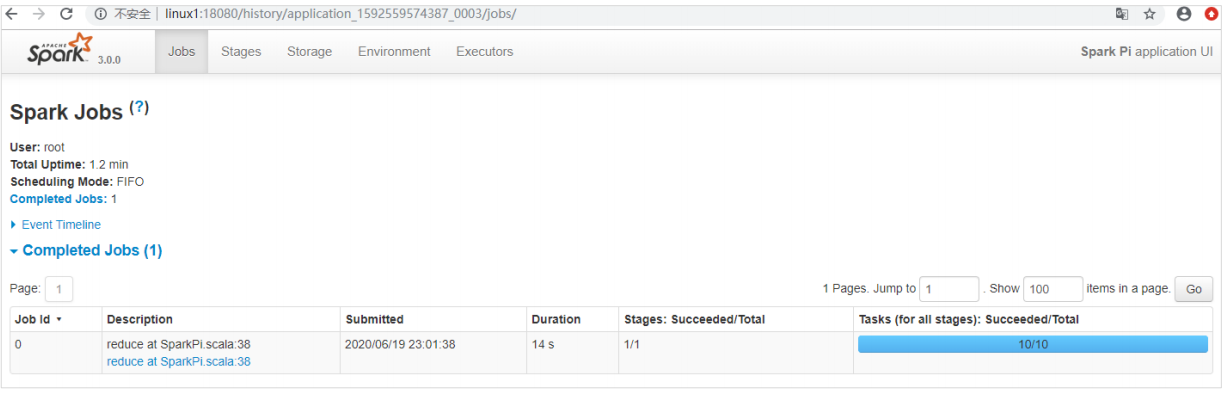 不安全 | linux1:18080/history/application_1592559574387_0003/jobs/
APACHE Spark 3.0.0 Jobs Stages Storage Environment Executors Spark Pi application UI
Spark Jobs (?)
User: root
Total Uptime: 1.2 min
Scheduling Mode: FIFO
Completed Jobs: 1
Event Timeline
Completed Jobs (1)
Page: 1 1 Pages. Jump to 1 . Show 100 items in a page. Go
Job Id Description Submitted Duration Stages: Succeeded/Total Tasks (for all stages): Succeeded/Total
0 reduce at SparkPi.scala:38 2020/06/19 23:01:38 14 s 1/1 10/10
reduce at SparkPi.scala:38